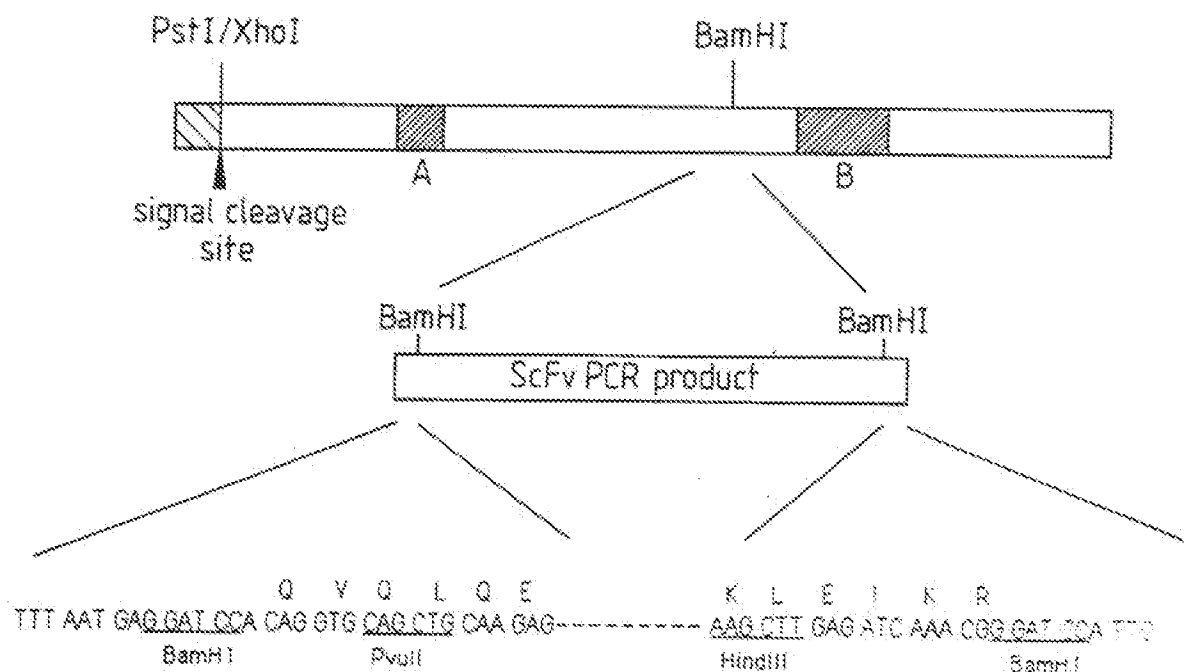 PstI/XhoI
BamHI
A
B
signal cleavage
site
BamHI
BamHI
ScFv PCR product
Q V Q L Q E
K L E I K R
TTT AAT GAG GAT CCA CAG GTG CAG CTG CAA GAG---------- AAG CTT GAG ATC AAA CGG GAT CCA TTC
BamHI
PvuII
HindIII
BamHI